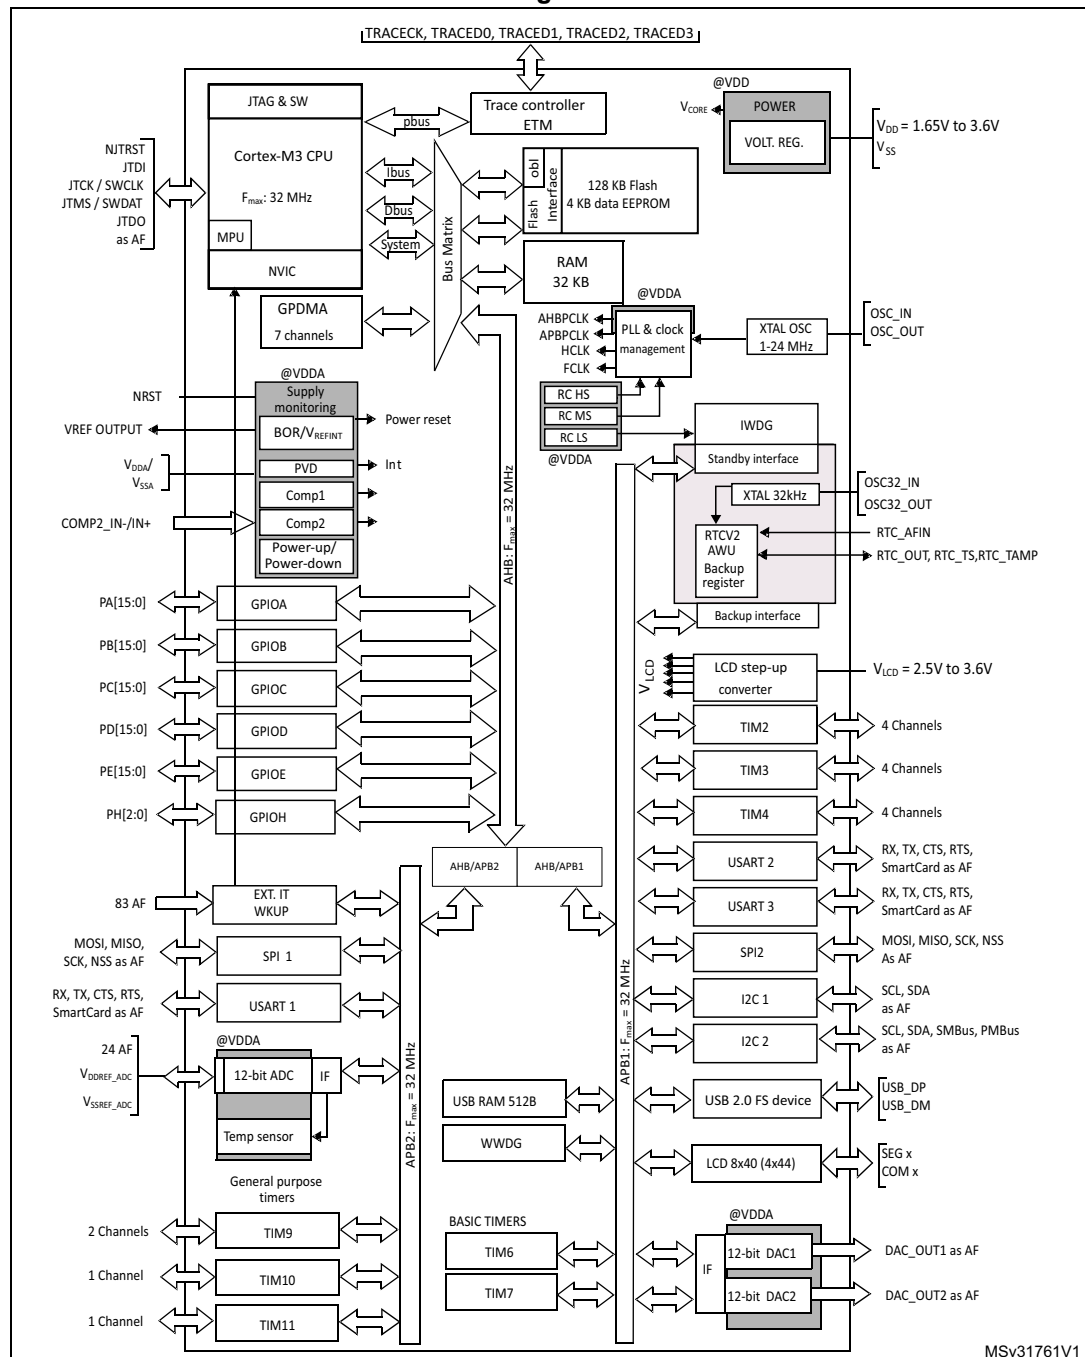 TRACECK, TRACED0, TRACED1, TRACED2, TRACED3
JTAG & SW
Cortex-M3 CPU
Fmax: 32 MHz
MPU
NVIC
pbus
Trace controller
ETM
@VDD
VCORE
POWER
VOLT. REG.
VDD = 1.65V to 3.6V
VSS
NJTRST
JTDI
JTCK / SWCLK
JTMS / SWDAT
JTDO
as AF
Ibus
Dbus
System
Bus Matrix
obl
Flash
Interface
128 KB Flash
4 KB data EEPROM
RAM
32 KB
GPDMA
7 channels
@VDDA
AHBPCLK
APBPCLK
HCLK
FCLK
PLL & clock
management
XTAL OSC
1-24 MHz
OSC_IN
OSC_OUT
RC HS
RC MS
RC LS
@VDDA
@VDDA
NRST
Supply
monitoring
VREF OUTPUT
BOR/VREFINT
Power reset
VDDA/
VSSA
PVD
Int
Comp1
COMP2_IN-/IN+
Comp2
Power-up/
Power-down
IWDG
Standby interface
XTAL 32kHz
OSC32_IN
OSC32_OUT
RTCV2
AWU
Backup
register
RTC_AFIN
RTC_OUT, RTC_TS,RTC_TAMP
Backup interface
AHB: Fmax = 32 MHz
PA[15:0]
GPIOA
PB[15:0]
GPIOB
PC[15:0]
GPIOC
PD[15:0]
GPIOD
PE[15:0]
GPIOE
PH[2:0]
GPIOH
VLCD
LCD step-up
converter
VLCD = 2.5V to 3.6V
TIM2
4 Channels
TIM3
4 Channels
TIM4
4 Channels
AHB/APB2
AHB/APB1
USART 2
RX, TX, CTS, RTS,
SmartCard as AF
USART 3
RX, TX, CTS, RTS,
SmartCard as AF
83 AF
EXT. IT
WKUP
MOSI, MISO,
SCK, NSS as AF
SPI 1
RX, TX, CTS, RTS,
SmartCard as AF
USART 1
SPI2
MOSI, MISO, SCK, NSS
As AF
I2C 1
SCL, SDA
as AF
I2C 2
SCL, SDA, SMBus, PMBus
as AF
@VDDA
24 AF
VDDREF_ADC
VSSREF_ADC
12-bit ADC
IF
Temp sensor
APB2: Fmax = 32 MHz
APB1: Fmax = 32 MHz
USB RAM 512B
WWDG
USB 2.0 FS device
USB_DP
USB_DM
LCD 8x40 (4x44)
SEG x
COM x
General purpose
timers
2 Channels
TIM9
1 Channel
TIM10
1 Channel
TIM11
BASIC TIMERS
TIM6
TIM7
@VDDA
IF
12-bit DAC1
DAC_OUT1 as AF
12-bit DAC2
DAC_OUT2 as AF
MSv31761V1